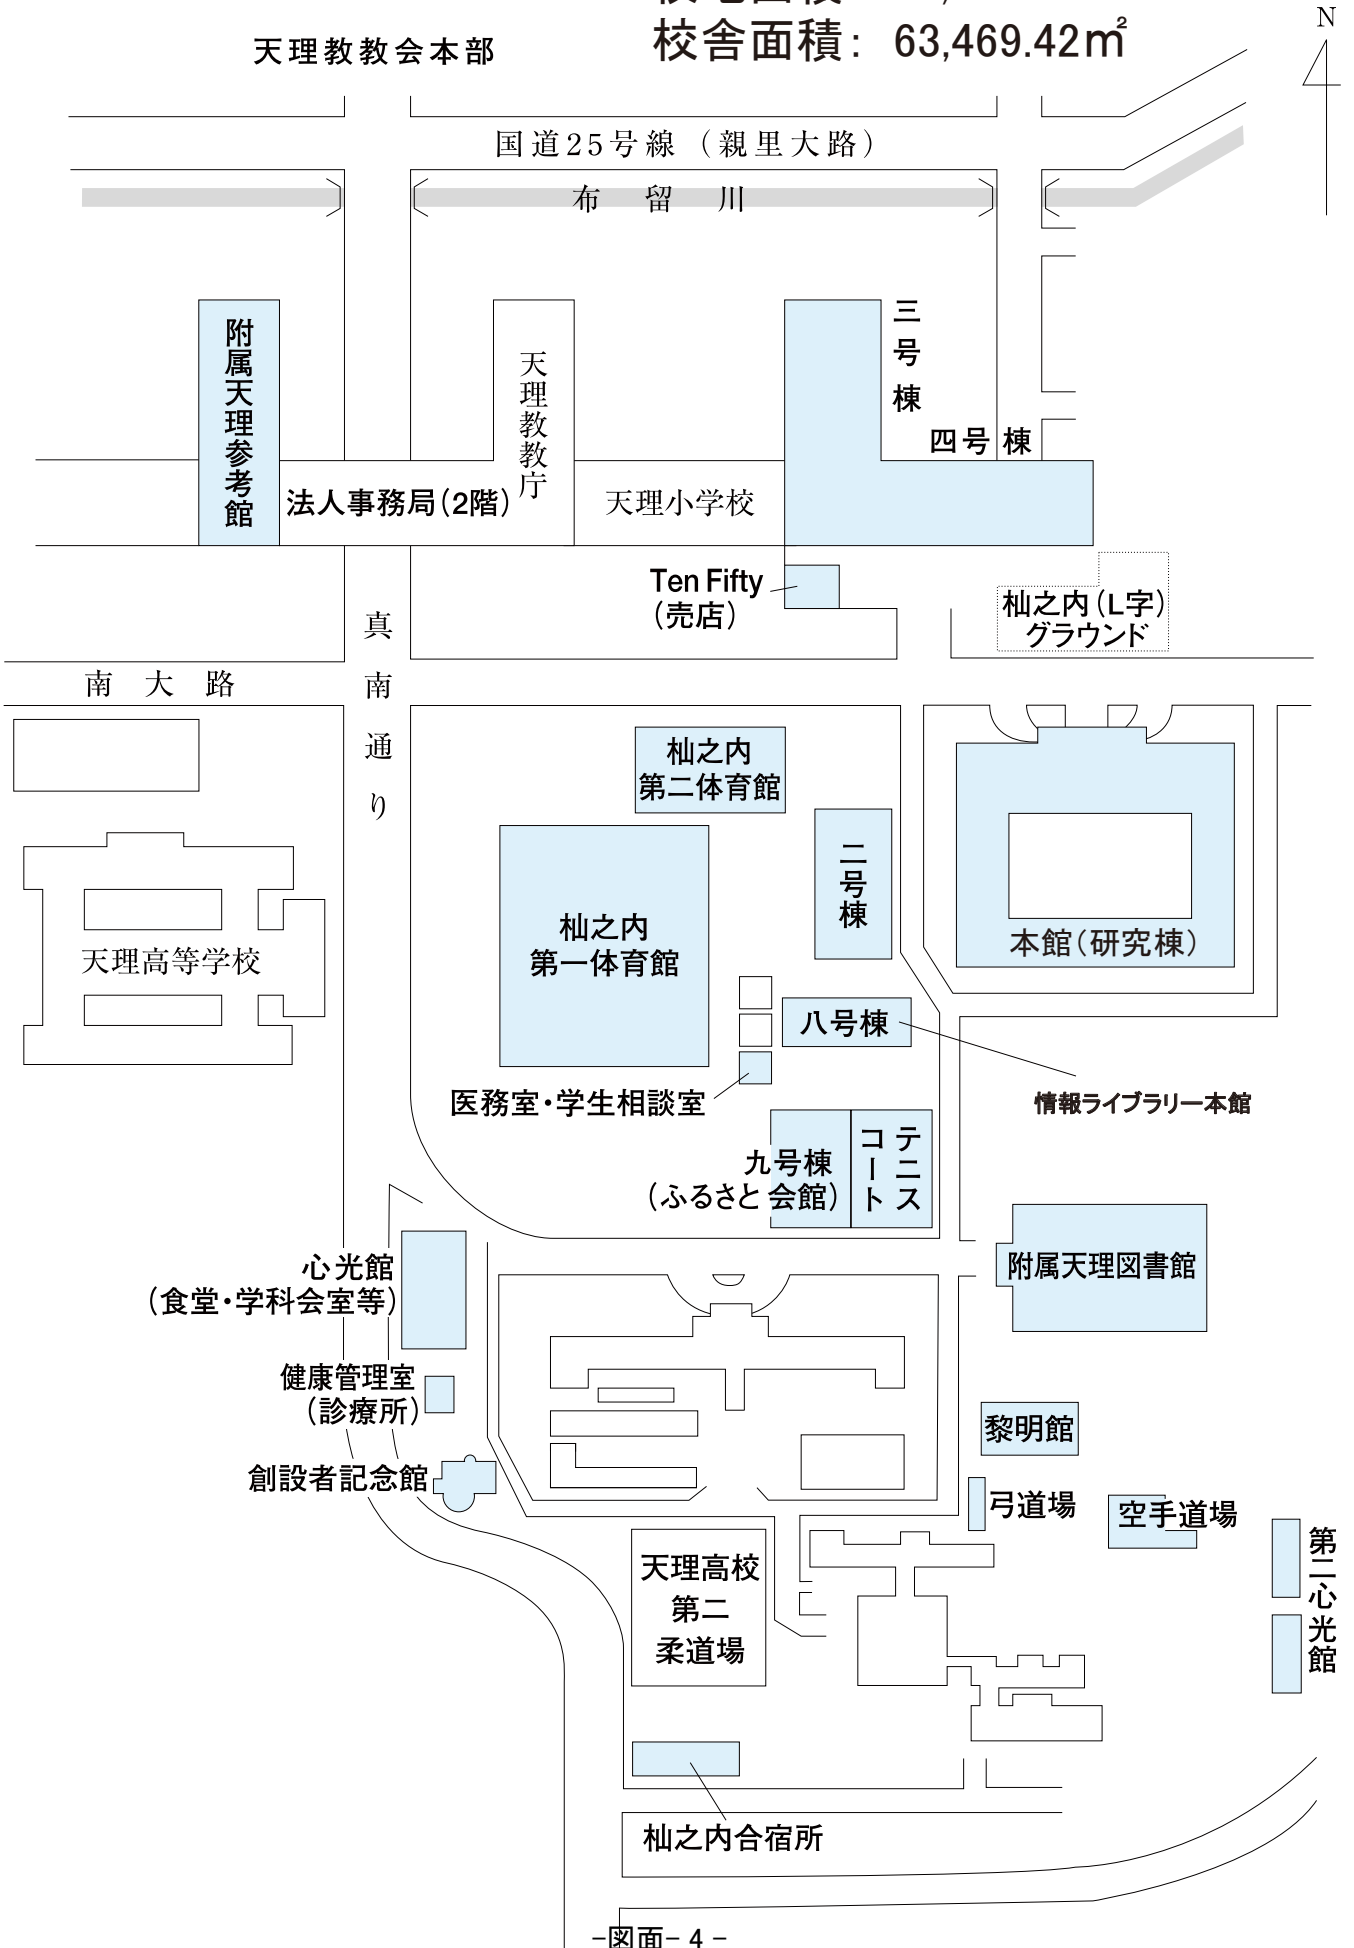 校舎面積： 63,469.42㎡
N
天理教教会本部
国道25号線（親里大路）
布留川
附属天理参考館
天理教教庁
三号棟
四号棟
法人事務局（2階）
天理小学校
Ten Fifty
（売店）
杣之内（L字）
グラウンド
真南通り
南大路
杣之内
第二体育館
二号棟
杣之内
第一体育館
本館（研究棟）
天理高等学校
八号棟
医務室・学生相談室
情報ライブラリー本館
九号棟
（ふるさと会館）
テニス
コート
心光館
（食堂・学科会室等）
附属天理図書館
健康管理室
（診療所）
黎明館
創設者記念館
弓道場
空手道場
第二心光館
天理高校
第二
柔道場
杣之内合宿所
-図面- 4 -